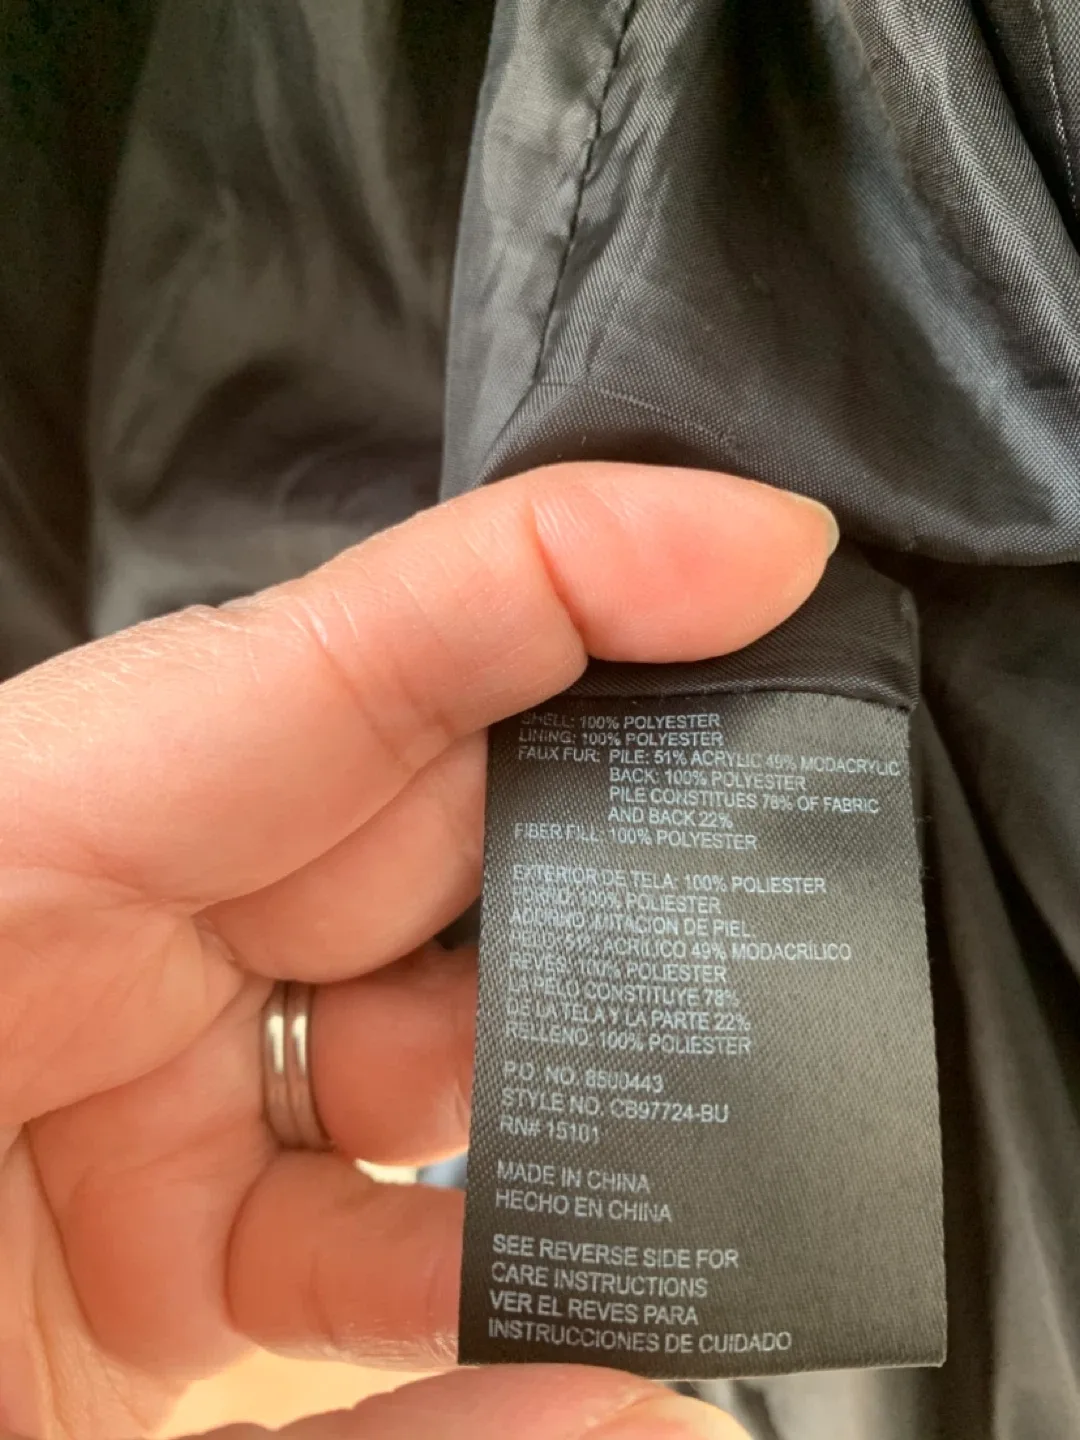 SHELL: 100% POLYESTER
LINING: 100% POLYESTER
FAUX FUR: PILE: 51% ACRYLIC 49% MODACRYLIC
BACK: 100% POLYESTER
PILE CONSTITUES 78% OF FABRIC
AND BACK 22%
FIBER FILL: 100% POLYESTER
EXTERIOR DE TELA: 100% POLIESTER
FORRO: 100% POLIESTER
ADORNO IMITACION DE PIEL:
PELO: 51% ACRILICO 49% MODACRÍLICO
REVES: 100% POLIESTER
LA PELO CONSTITUYE 78%
DE LA TELA Y LA PARTE 22%
RELLENO: 100% POLIESTER
P.O. NO. 8500443
STYLE NO. CB97724-BU
RN# 15101
MADE IN CHINA
HECHO EN CHINA
SEE REVERSE SIDE FOR
CARE INSTRUCTIONS
VER EL REVES PARA
INSTRUCCIONES DE CUIDADO